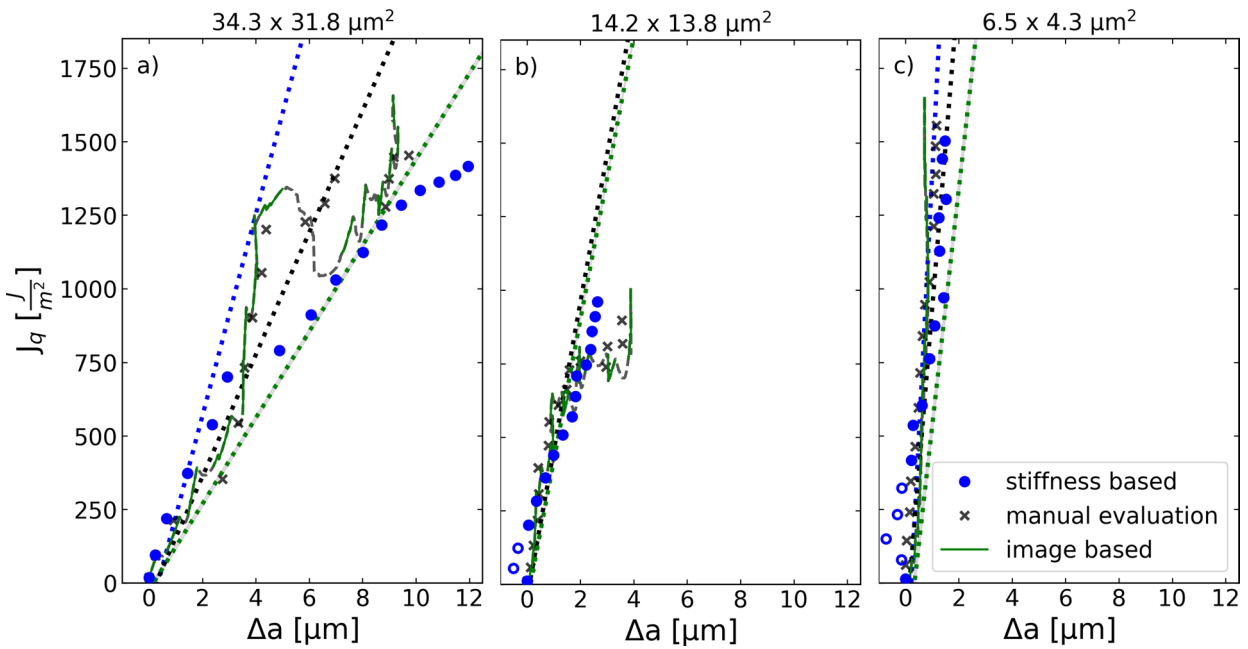 34.3 x 31.8 μm²
14.2 x 13.8 μm²
6.5 x 4.3 μm²
a)
b)
c)
1750
1500
1250
1000
750
500
250
0
J_q [J/m²]
0 2 4 6 8 10 12
0 2 4 6 8 10 12
0 2 4 6 8 10 12
Δa [μm]
Δa [μm]
Δa [μm]
stiffness based
manual evaluation
image based